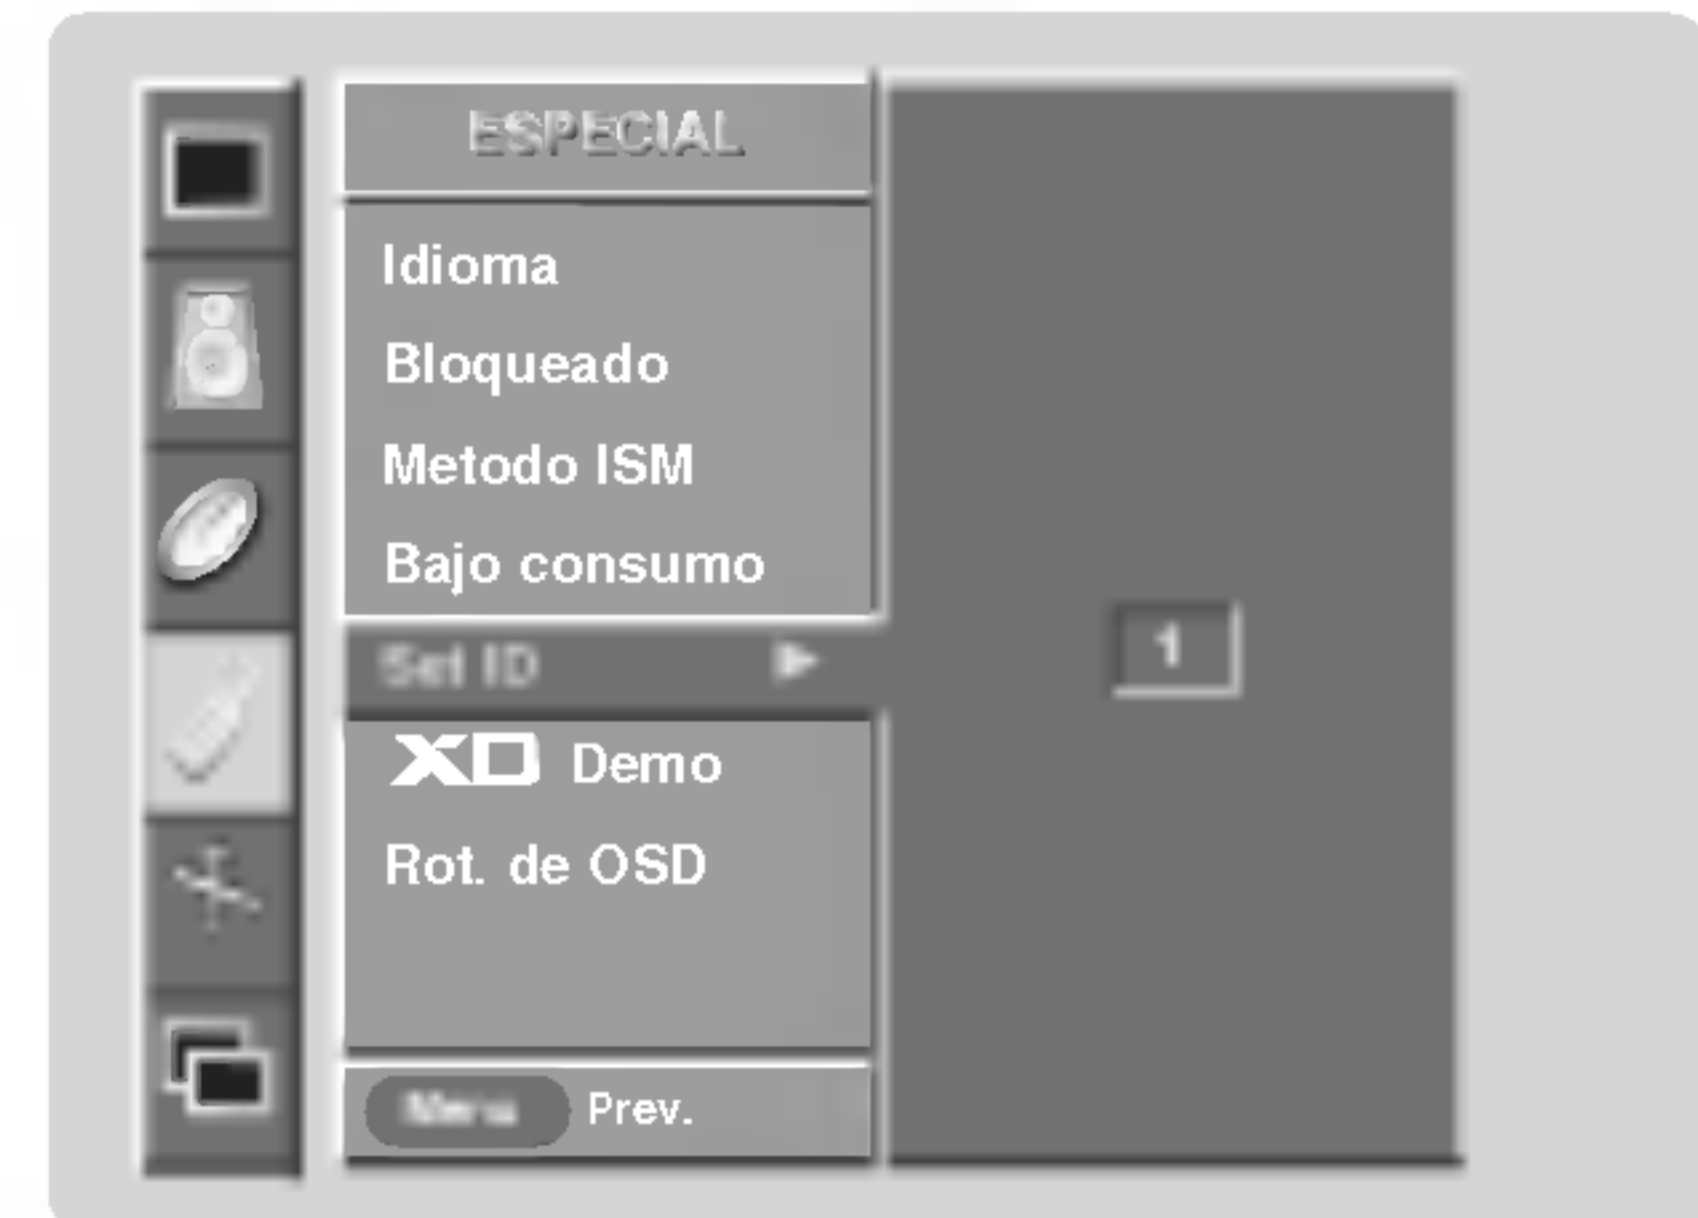 ESPECIAL
Idioma
Bloqueado
Metodo ISM
Bajo consumo
Set ID
1
XD Demo
Rot. de OSD
Menu Prev.